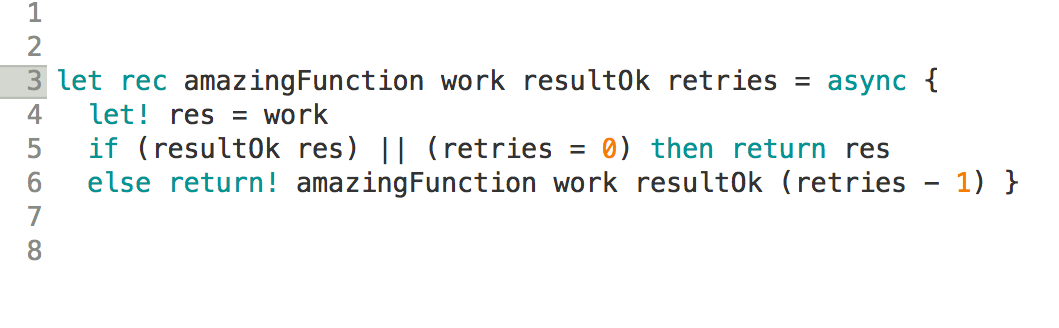 1
2
3 let rec amazingFunction work resultOk retries = async {
4 let! res = work
5 if (resultOk res) || (retries = 0) then return res
6 else return! amazingFunction work resultOk (retries - 1) }
7
8